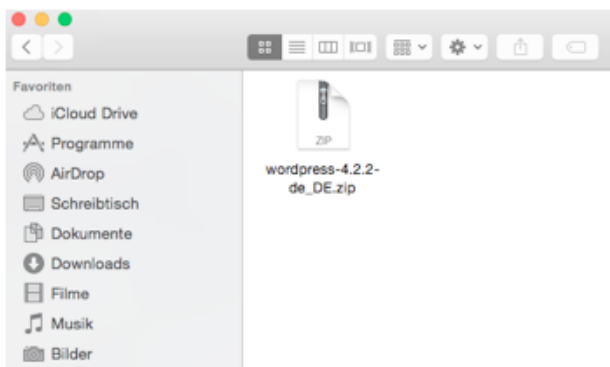 Favoriten
iCloud Drive
Programme
AirDrop
Schreibtisch
Dokumente
Downloads
Filme
Musik
Bilder
ZIP
wordpress-4.2.2-
de_DE.zip